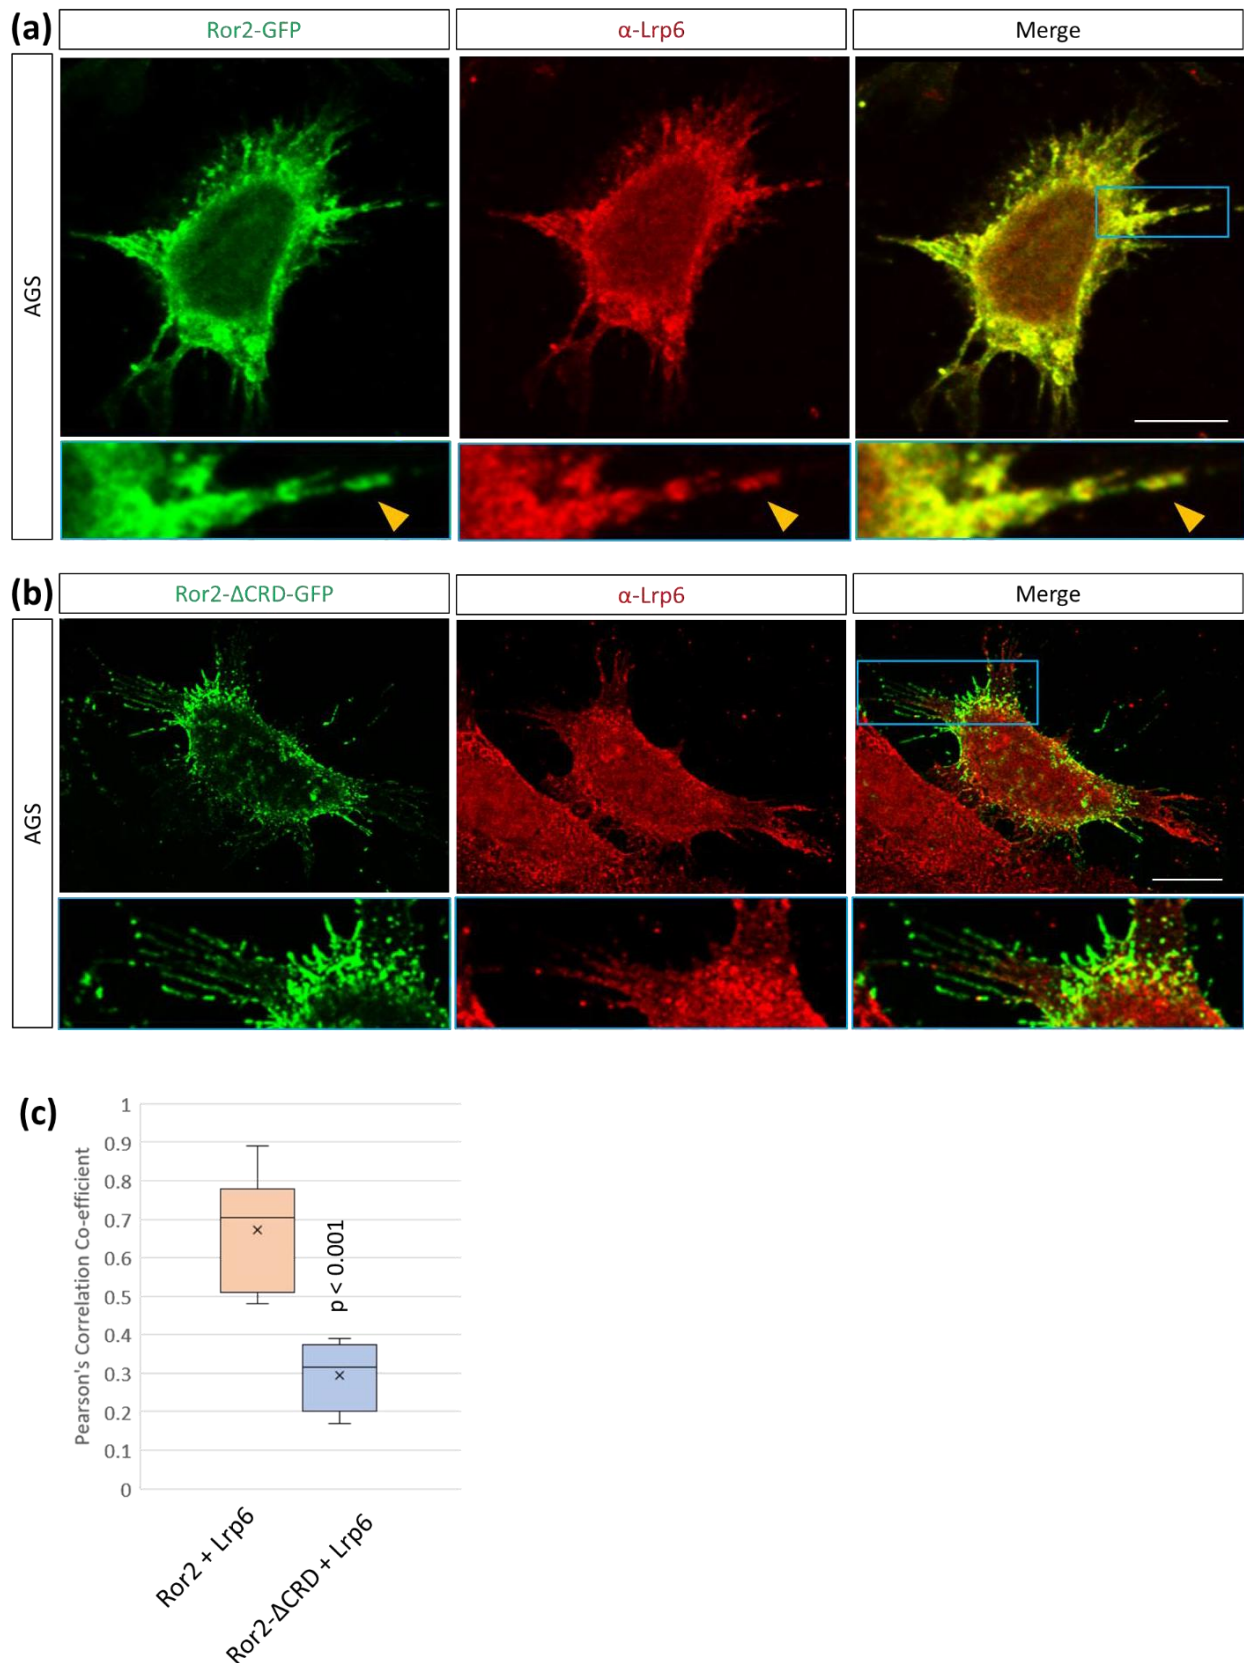 (a)
Ror2-GFP
α-Lrp6
Merge
AGS
(b)
Ror2-ΔCRD-GFP
α-Lrp6
Merge
AGS
(c)
Pearson's Correlation Co-efficient
1
0.9
0.8
0.7
0.6
0.5
0.4
0.3
0.2
0.1
0
p < 0.001
Ror2 + Lrp6
Ror2-ΔCRD + Lrp6